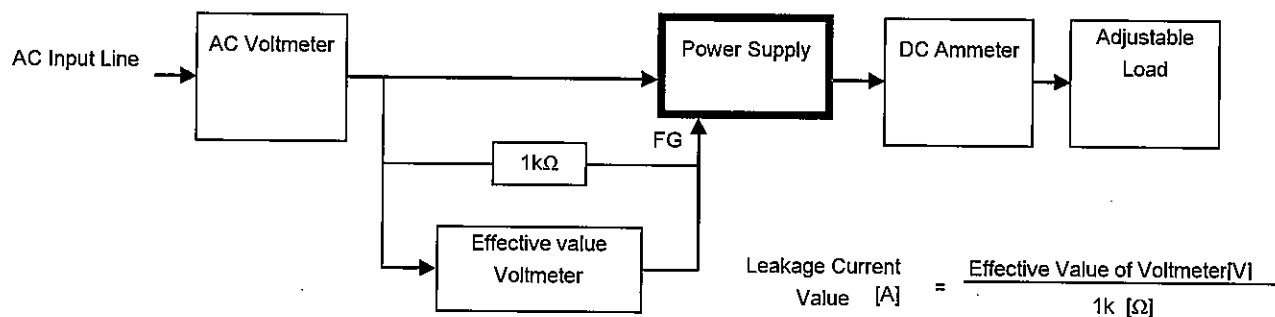 AC Input Line
AC Voltmeter
Power Supply
DC Ammeter
Adjustable
Load
FG
1kΩ
Effective value
Voltmeter
Leakage Current
Value [A]
=
Effective Value of Voltmeter[V]
1k [Ω]